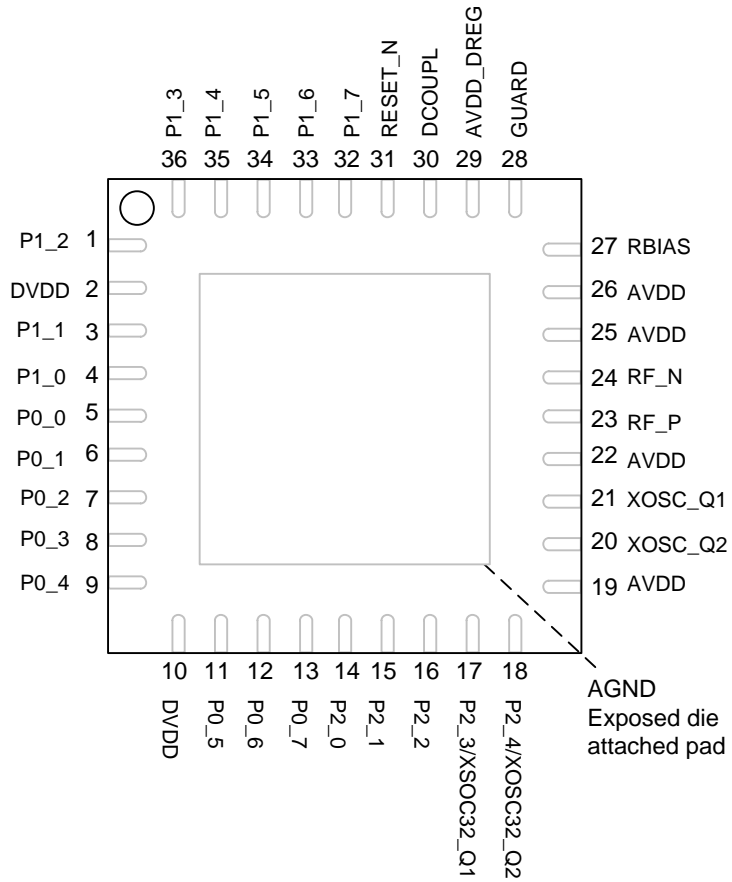 P1_3
P1_4
P1_5
P1_6
P1_7
RESET_N
DCOUPL
AVDD_DREG
GUARD
36 35 34 33 32 31 30 29 28
P1_2 1
DVDD 2
P1_1 3
P1_0 4
P0_0 5
P0_1 6
P0_2 7
P0_3 8
P0_4 9
27 RBIAS
26 AVDD
25 AVDD
24 RF_N
23 RF_P
22 AVDD
21 XOSC_Q1
20 XOSC_Q2
19 AVDD
10 11 12 13 14 15 16 17 18
DVDD
P0_5
P0_6
P0_7
P2_0
P2_1
P2_2
P2_3/XSOC32_Q1
P2_4/XOSC32_Q2
AGND
Exposed die
attached pad